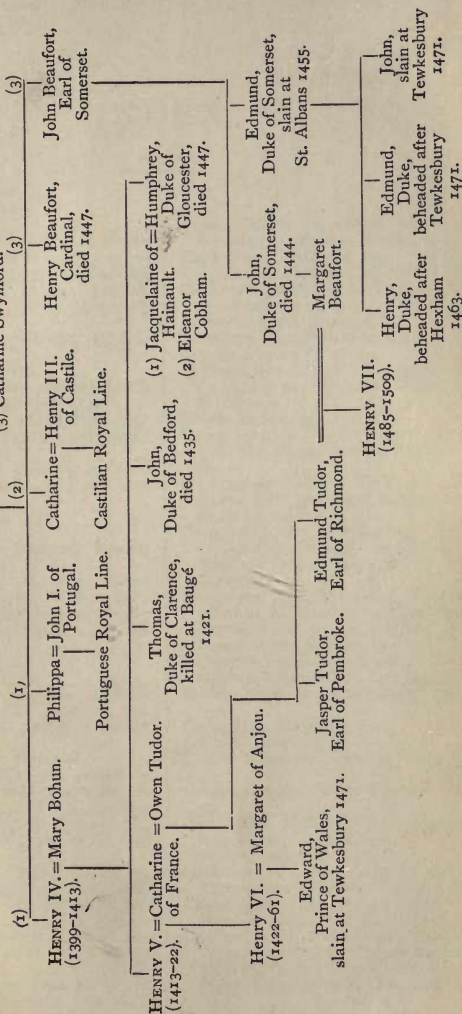 (3) Catharine Swynford.
(1)
(1)
(2)
(3)
(3)
HENRY IV. = Mary Bohun.
(1399-1413).
Philippa = John I. of
Portugal.
Portuguese Royal Line.
Catharine = Henry III.
of Castile.
Castilian Royal Line.
Henry Beaufort,
Cardinal,
died 1447.
John Beaufort,
Earl of
Somerset.
HENRY V. = Catharine = Owen Tudor.
(1413-22). of France.
Thomas,
Duke of Clarence,
killed at Baugé
1421.
John,
Duke of Bedford,
died 1435.
(1) Jacquelaine of = Humphrey,
Hainault. Duke of
(2) Eleanor Gloucester,
Cobham. died 1447.
Henry VI. = Margaret of Anjou.
(1422-61).
John,
Duke of Somerset,
died 1444.
Edmund,
Duke of Somerset,
slain at
St. Albans 1455.
Edward,
Prince of Wales,
slain at Tewkesbury 1471.
Jasper Tudor,
Earl of Pembroke.
Edmund Tudor,
Earl of Richmond.
Margaret
Beaufort.
HENRY VII.
(1485-1509).
Henry,
Duke,
beheaded after
Hexham
1463.
Edmund,
Duke,
beheaded after
Tewkesbury
1471.
John,
slain at
Tewkesbury
1471.